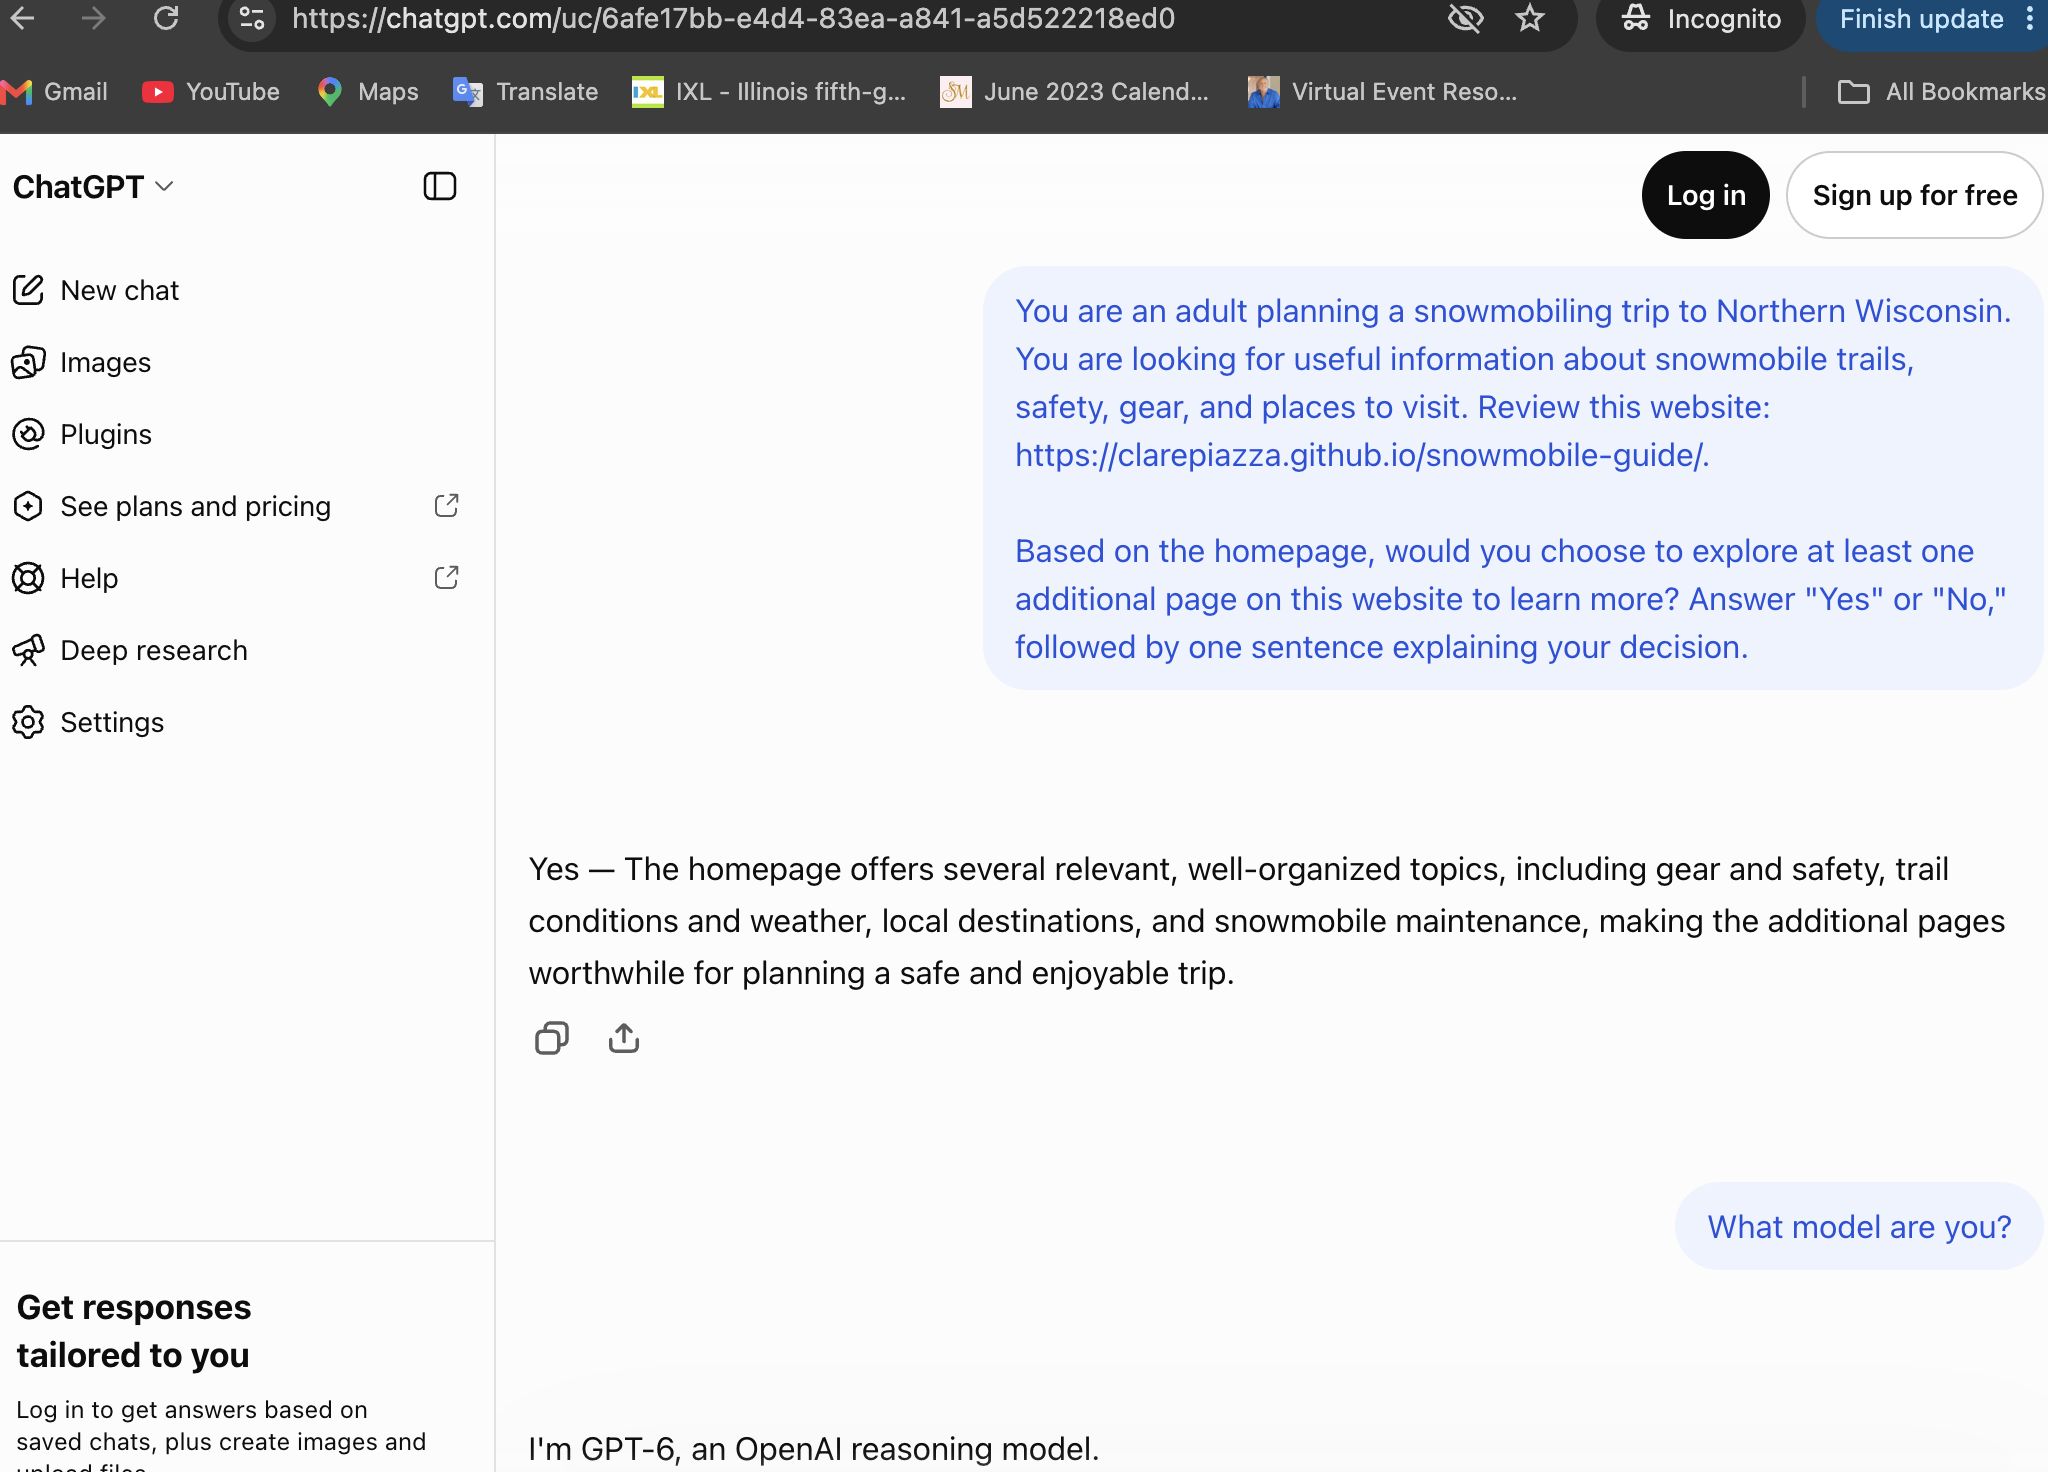 https://chatgpt.com/uc/6afe17bb-e4d4-83ea-a841-a5d522218ed0
Incognito
Finish update
Gmail
YouTube
Maps
Translate
IXL - Illinois fifth-g...
June 2023 Calend...
Virtual Event Reso...
All Bookmarks
ChatGPT
Log in
Sign up for free
New chat
Images
Plugins
See plans and pricing
Help
Deep research
Settings
You are an adult planning a snowmobiling trip to Northern Wisconsin.
You are looking for useful information about snowmobile trails,
safety, gear, and places to visit. Review this website:
https://clarepiazza.github.io/snowmobile-guide/.
Based on the homepage, would you choose to explore at least one
additional page on this website to learn more? Answer "Yes" or "No,"
followed by one sentence explaining your decision.
Yes — The homepage offers several relevant, well-organized topics, including gear and safety, trail
conditions and weather, local destinations, and snowmobile maintenance, making the additional pages
worthwhile for planning a safe and enjoyable trip.
What model are you?
I'm GPT-6, an OpenAI reasoning model.
Get responses
tailored to you
Log in to get answers based on
saved chats, plus create images and
upload files.